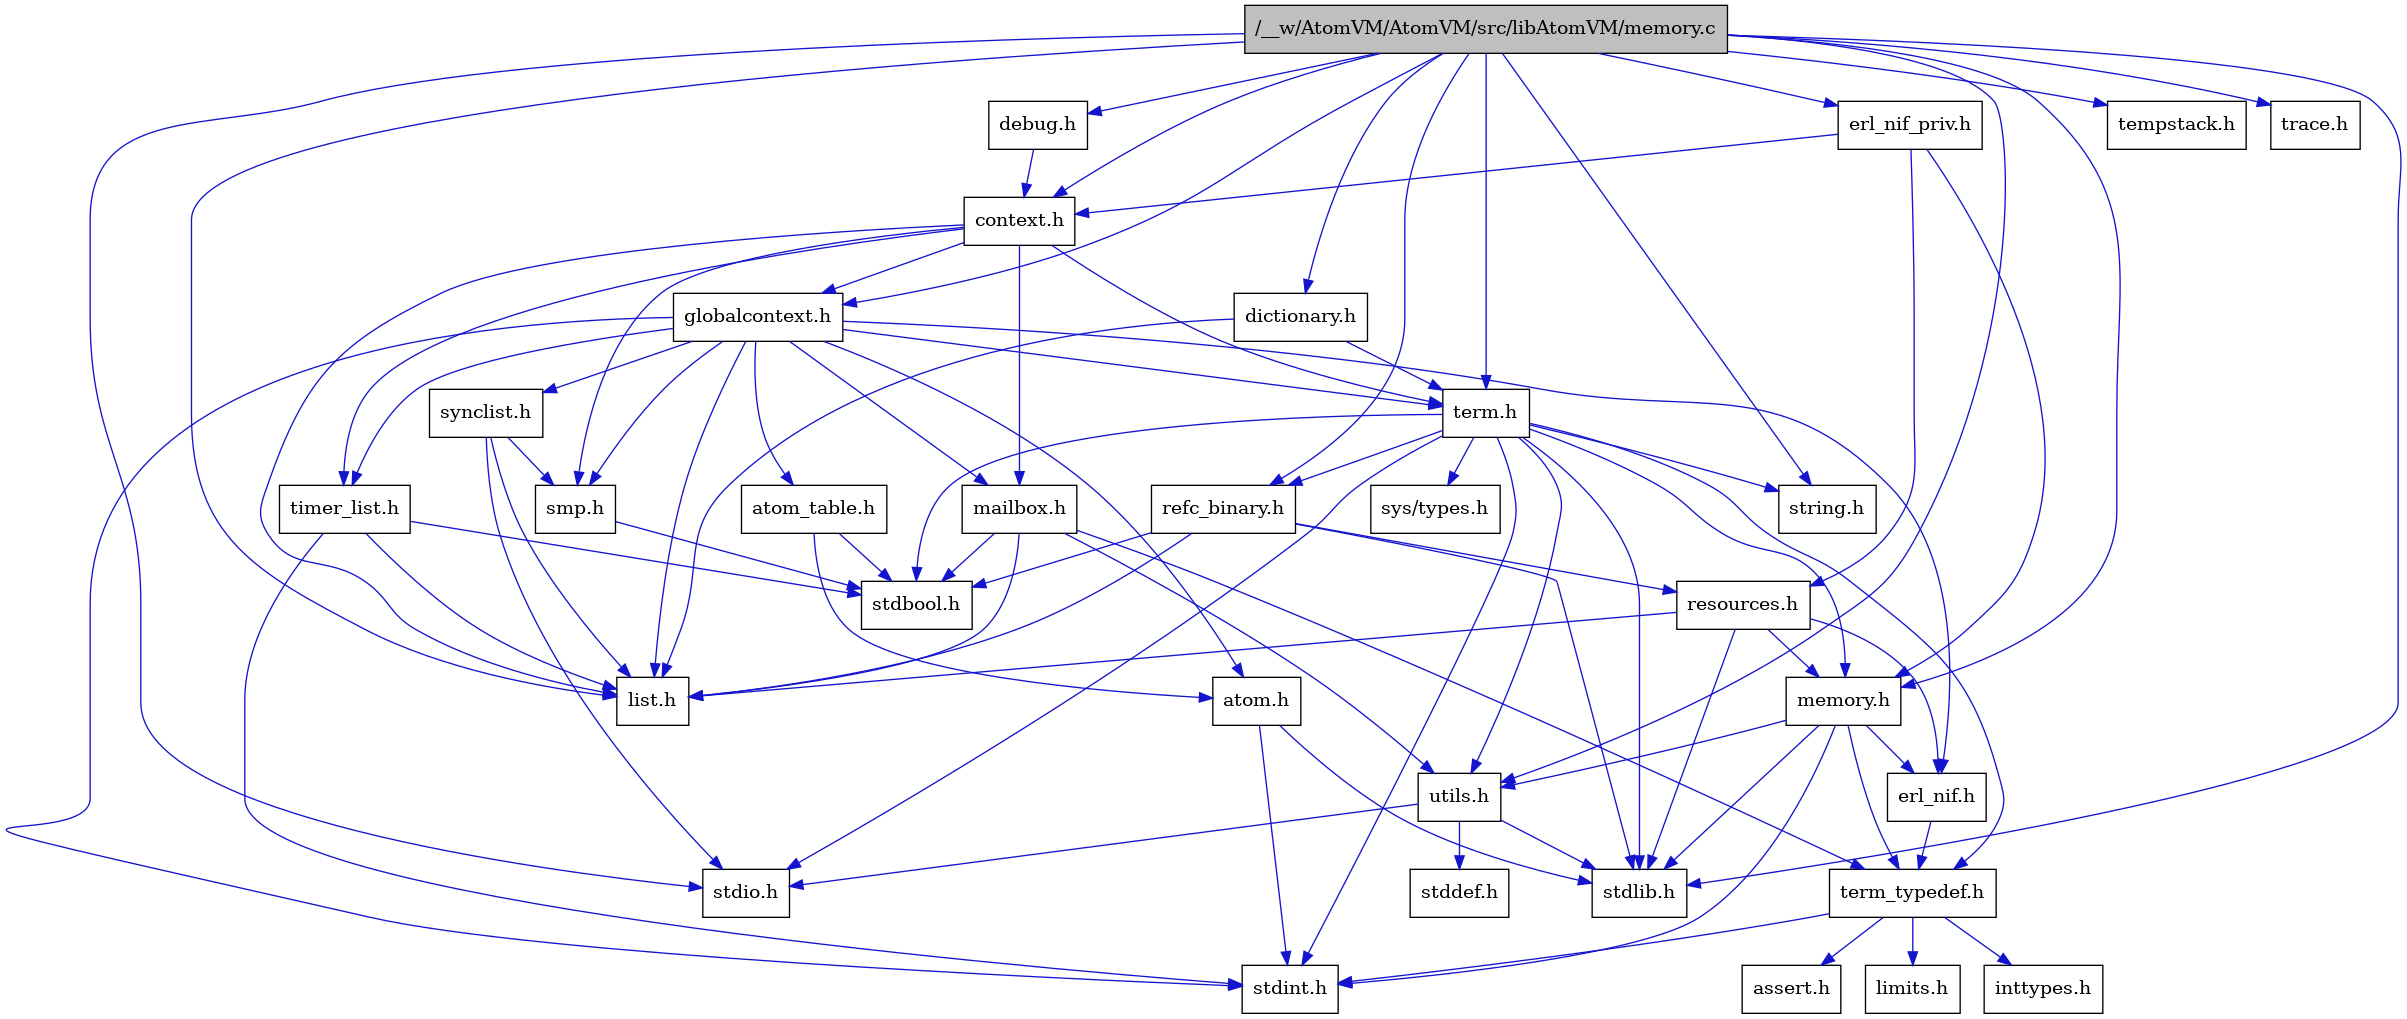 /__w/AtomVM/AtomVM/src/libAtomVM/memory.c
debug.h
erl_nif_priv.h
tempstack.h
trace.h
context.h
globalcontext.h
dictionary.h
synclist.h
term.h
timer_list.h
smp.h
atom_table.h
mailbox.h
refc_binary.h
sys/types.h
string.h
stdbool.h
resources.h
list.h
atom.h
memory.h
utils.h
erl_nif.h
stdio.h
stddef.h
stdlib.h
term_typedef.h
stdint.h
assert.h
limits.h
inttypes.h